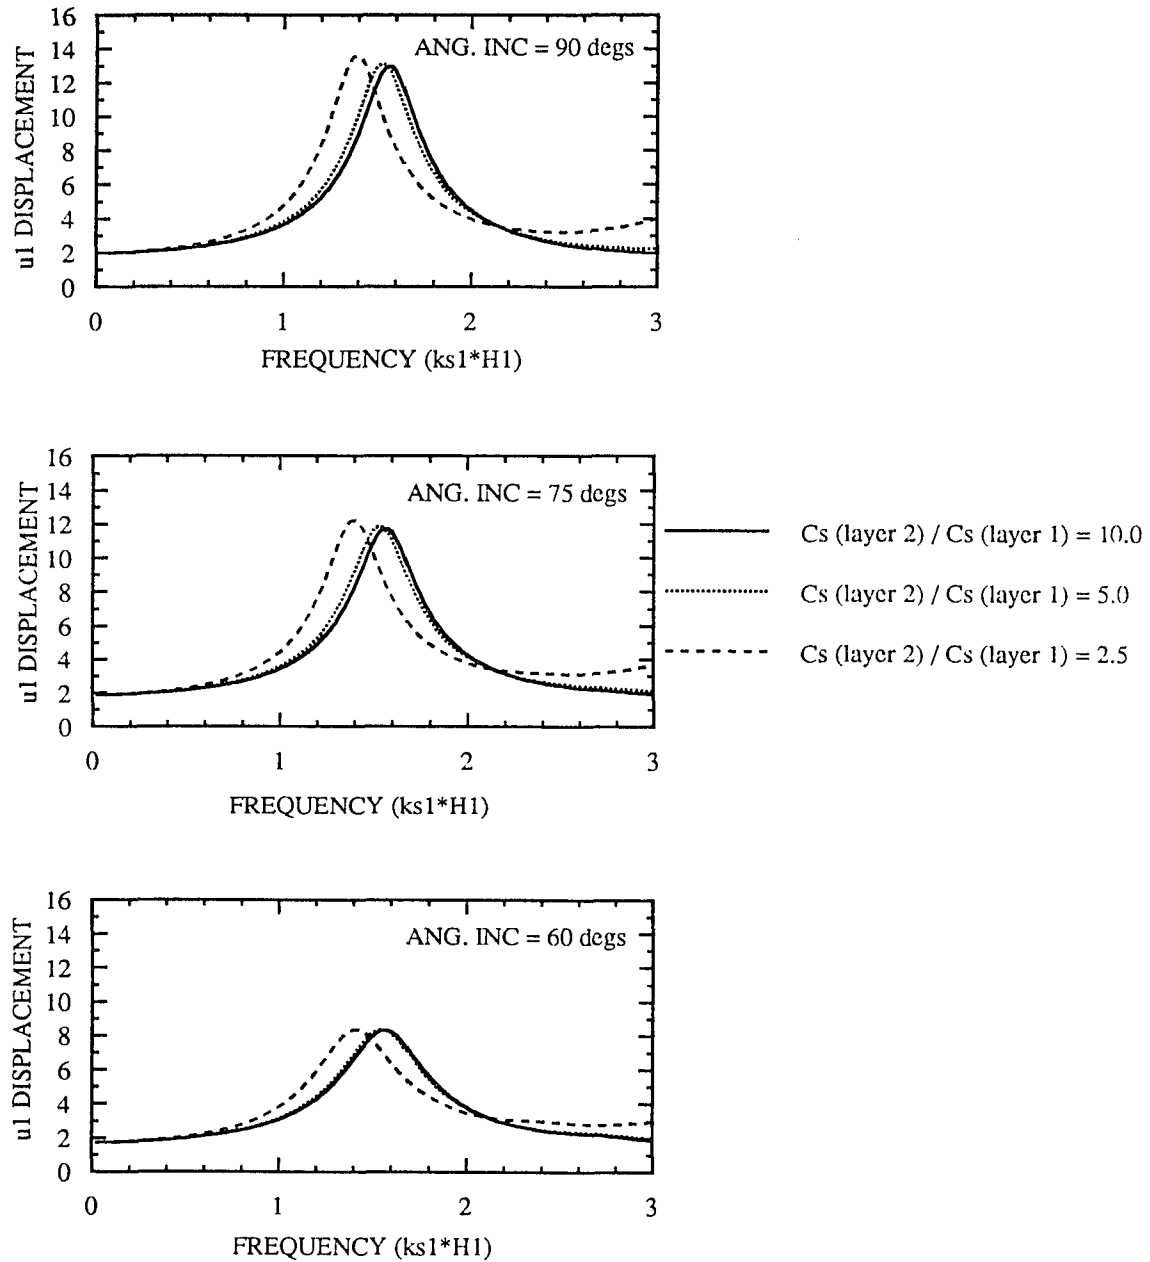 16
14
12
10
8
6
4
2
0
u1 DISPLACEMENT
ANG. INC = 90 degs
0 1 2 3
FREQUENCY (ks1*H1)
16
14
12
10
8
6
4
2
0
u1 DISPLACEMENT
ANG. INC = 75 degs
0 1 2 3
FREQUENCY (ks1*H1)
Cs (layer 2) / Cs (layer 1) = 10.0
Cs (layer 2) / Cs (layer 1) = 5.0
Cs (layer 2) / Cs (layer 1) = 2.5
16
14
12
10
8
6
4
2
0
u1 DISPLACEMENT
ANG. INC = 60 degs
0 1 2 3
FREQUENCY (ks1*H1)